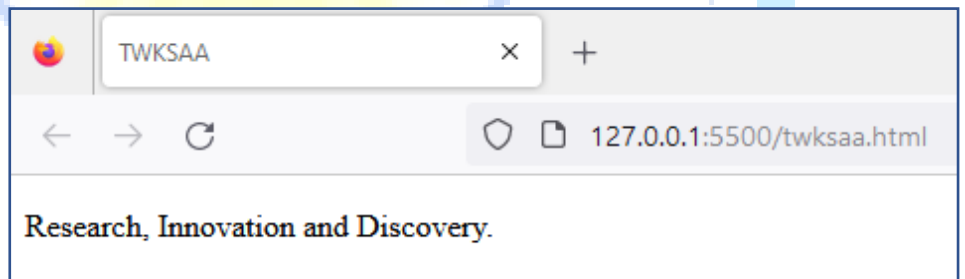 TWKSAA
127.0.0.1:5500/twksaa.html
Research, Innovation and Discovery.